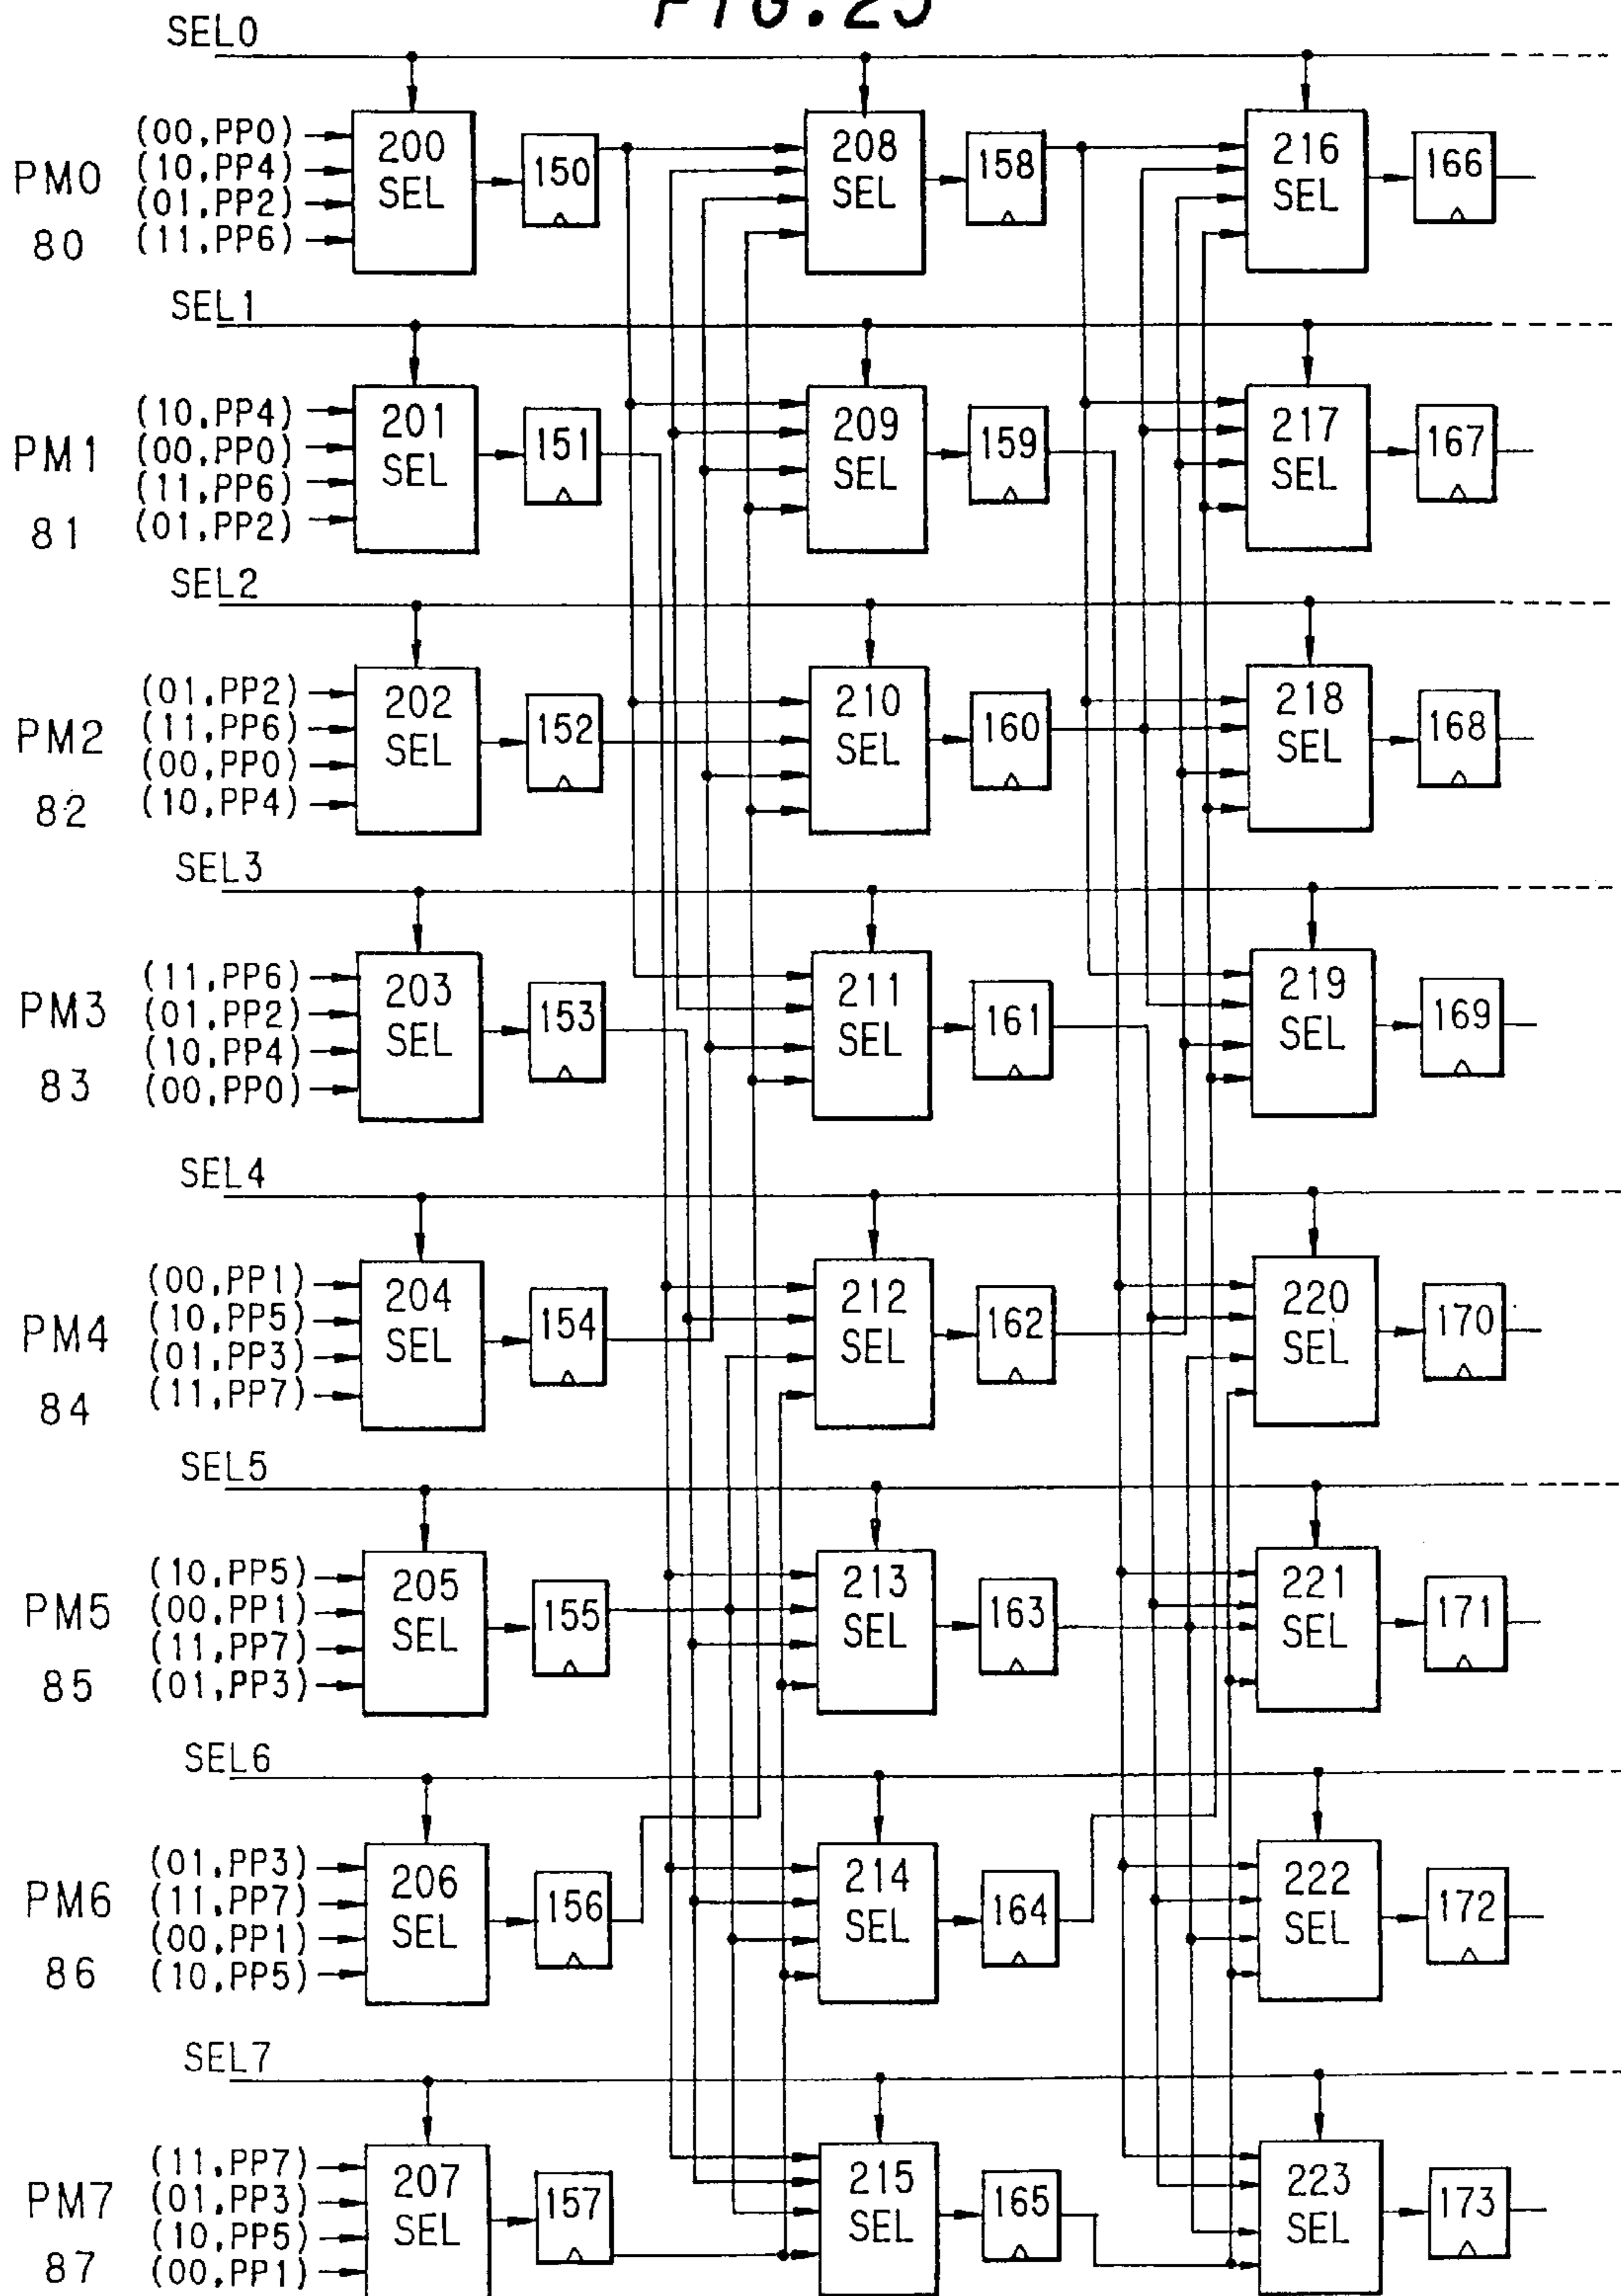 FIG.25
SEL0
PM0
80
(00,PP0)
(10,PP4)
(01,PP2)
(11,PP6)
200
SEL
150
208
SEL
158
216
SEL
166
SEL1
PM1
81
(10,PP4)
(00,PP0)
(11,PP6)
(01,PP2)
201
SEL
151
209
SEL
159
217
SEL
167
SEL2
PM2
82
(01,PP2)
(11,PP6)
(00,PP0)
(10,PP4)
202
SEL
152
210
SEL
160
218
SEL
168
SEL3
PM3
83
(11,PP6)
(01,PP2)
(10,PP4)
(00,PP0)
203
SEL
153
211
SEL
161
219
SEL
169
SEL4
PM4
84
(00,PP1)
(10,PP5)
(01,PP3)
(11,PP7)
204
SEL
154
212
SEL
162
220
SEL
170
SEL5
PM5
85
(10,PP5)
(00,PP1)
(11,PP7)
(01,PP3)
205
SEL
155
213
SEL
163
221
SEL
171
SEL6
PM6
86
(01,PP3)
(11,PP7)
(00,PP1)
(10,PP5)
206
SEL
156
214
SEL
164
222
SEL
172
SEL7
PM7
87
(11,PP7)
(01,PP3)
(10,PP5)
(00,PP1)
207
SEL
157
215
SEL
165
223
SEL
173